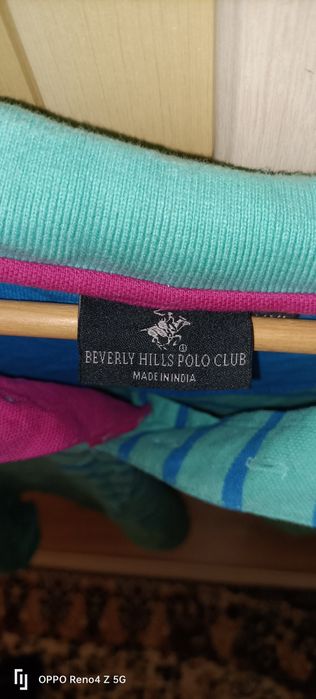 BEVERLY HILLS POLO CLUB
MADE IN INDIA
OPPO Reno4 Z 5G